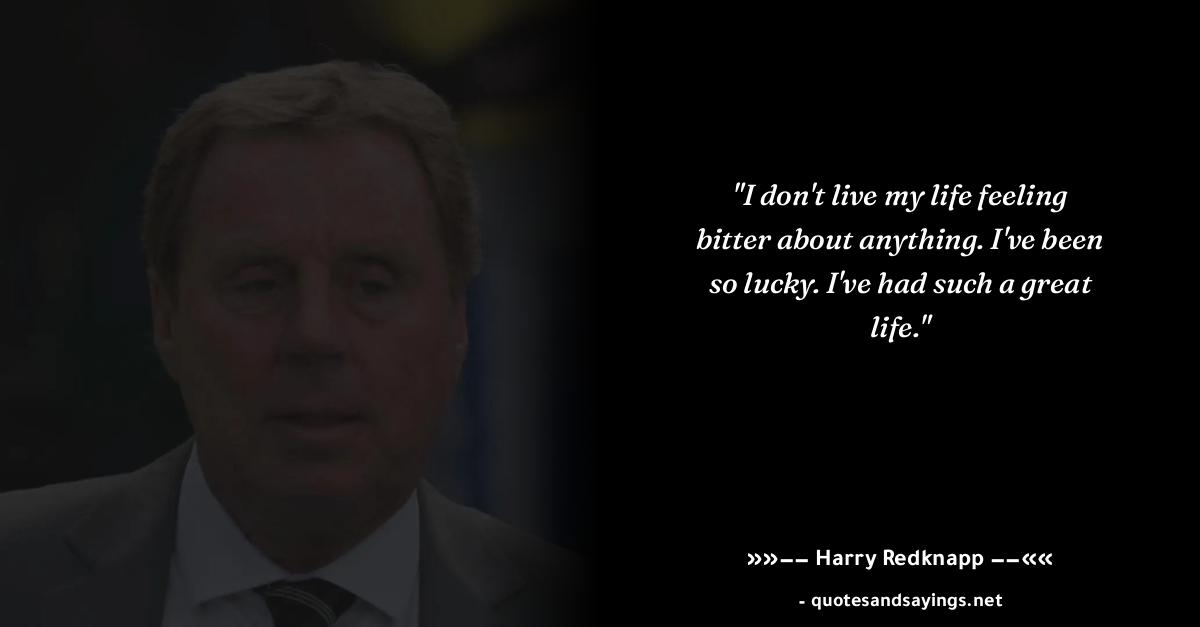 "I don't live my life feeling
bitter about anything. I've been
so lucky. I've had such a great
life."
»»–– Harry Redknapp ––««
- quotesandsayings.net